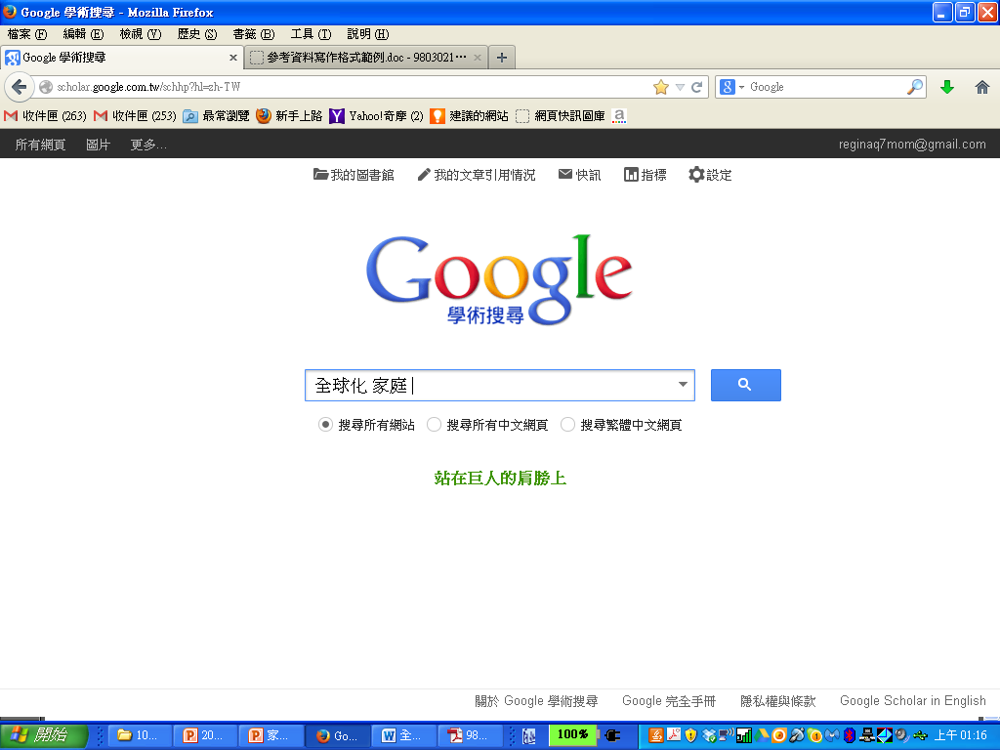 Google 學術搜尋 - Mozilla Firefox
檔案 (F) 編輯 (E) 檢視 (V) 歷史 (S) 書籤 (B) 工具 (T) 說明 (H)
Google 學術搜尋 參考資料寫作格式範例.doc - 9803021...
scholar.google.com.tw/schhp?hl=zh-TW Google
收件匣 (263) 收件匣 (253) 最常瀏覽 新手上路 Yahoo!奇摩 (2) 建議的網站 網頁快訊圖庫
所有網頁 圖片 更多... reginaq7mom@gmail.com
我的圖書館 我的文章引用情況 快訊 指標 設定
Google
學術搜尋
全球化 家庭
搜尋所有網站 搜尋所有中文網頁 搜尋繁體中文網頁
站在巨人的肩勝上
關於 Google 學術搜尋 Google 完全手冊 隱私權與條款 Google Scholar in English
開始 10... 20... 家... Go... 全... 98... 100% 上午 01:16